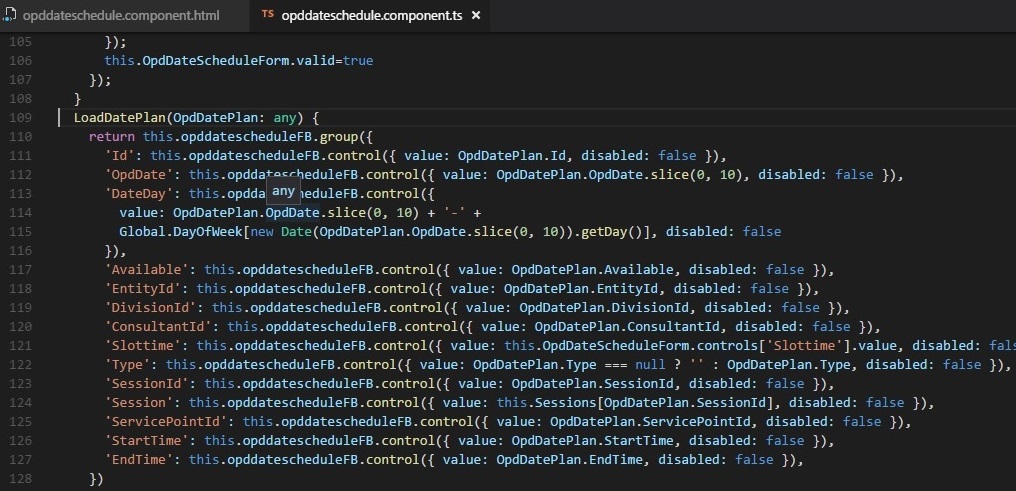 opddateschedule.component.html TS opddateschedule.component.ts ×
105 });
106 this.OpdDateScheduleForm.valid=true
107 });
108 }
109 LoadDatePlan(OpdDatePlan: any) {
110 return this.opddatescheduleFB.group({
111 'Id': this.opddatescheduleFB.control({ value: OpdDatePlan.Id, disabled: false }),
112 'OpdDate': this.opddatescheduleFB.control({ value: OpdDatePlan.OpdDate.slice(0, 10), disabled: false }),
113 'DateDay': this.opdda any heduleFB.control({
114 value: OpdDatePlan.OpdDate.slice(0, 10) + '-' +
115 Global.DayOfWeek[new Date(OpdDatePlan.OpdDate.slice(0, 10)).getDay()], disabled: false
116 }),
117 'Available': this.opddatescheduleFB.control({ value: OpdDatePlan.Available, disabled: false }),
118 'EntityId': this.opddatescheduleFB.control({ value: OpdDatePlan.EntityId, disabled: false }),
119 'DivisionId': this.opddatescheduleFB.control({ value: OpdDatePlan.DivisionId, disabled: false }),
120 'ConsultantId': this.opddatescheduleFB.control({ value: OpdDatePlan.ConsultantId, disabled: false }),
121 'Slottime': this.opddatescheduleFB.control({ value: this.OpdDateScheduleForm.controls['Slottime'].value, disabled: fals
122 'Type': this.opddatescheduleFB.control({ value: OpdDatePlan.Type === null ? '' : OpdDatePlan.Type, disabled: false }),
123 'SessionId': this.opddatescheduleFB.control({ value: OpdDatePlan.SessionId, disabled: false }),
124 'Session': this.opddatescheduleFB.control({ value: this.Sessions[OpdDatePlan.SessionId], disabled: false }),
125 'ServicePointId': this.opddatescheduleFB.control({ value: OpdDatePlan.ServicePointId, disabled: false }),
126 'StartTime': this.opddatescheduleFB.control({ value: OpdDatePlan.StartTime, disabled: false }),
127 'EndTime': this.opddatescheduleFB.control({ value: OpdDatePlan.EndTime, disabled: false }),
128 })